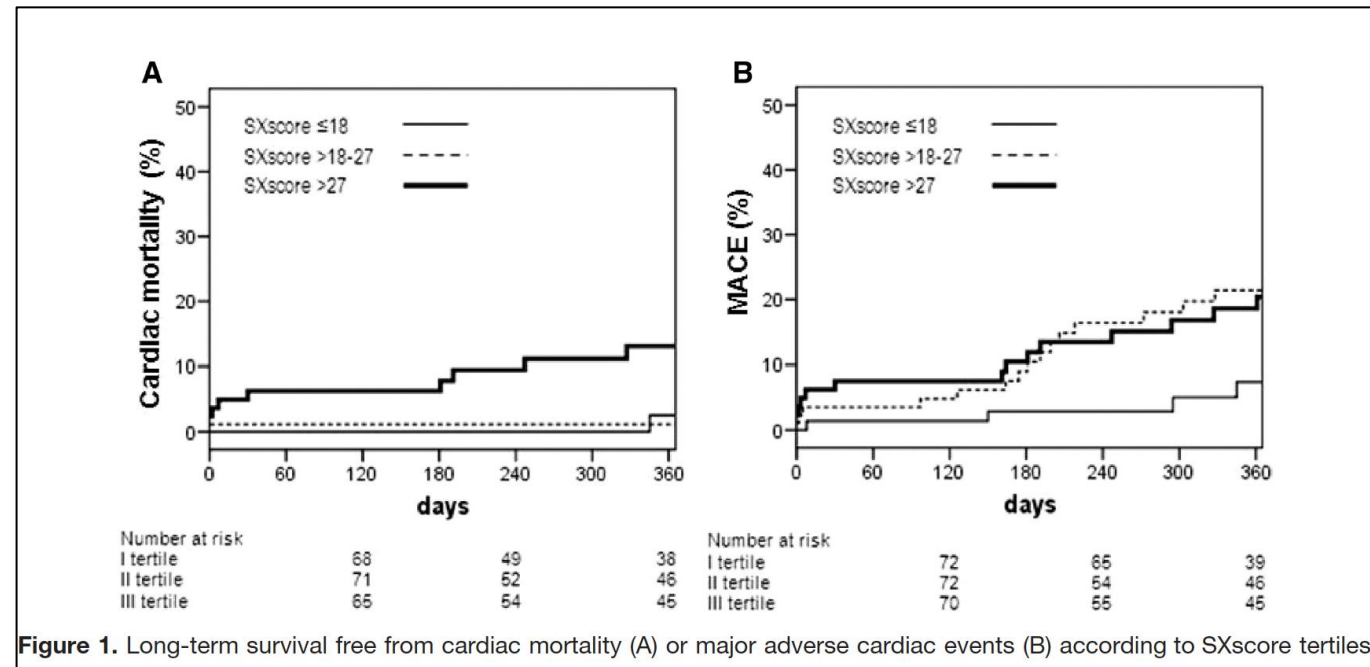 A
Cardiac mortality (%)
50
40
30
20
10
0
SXscore ≤18
SXscore >18-27
SXscore >27
0 60 120 180 240 300 360
days
Number at risk
I tertile 68 49 38
II tertile 71 52 46
III tertile 65 54 45
B
MACE (%)
50
40
30
20
10
0
SXscore ≤18
SXscore >18-27
SXscore >27
0 60 120 180 240 300 360
days
Number at risk
I tertile 72 65 39
II tertile 72 54 46
III tertile 70 55 45
Figure 1. Long-term survival free from cardiac mortality (A) or major adverse cardiac events (B) according to SXscore tertiles